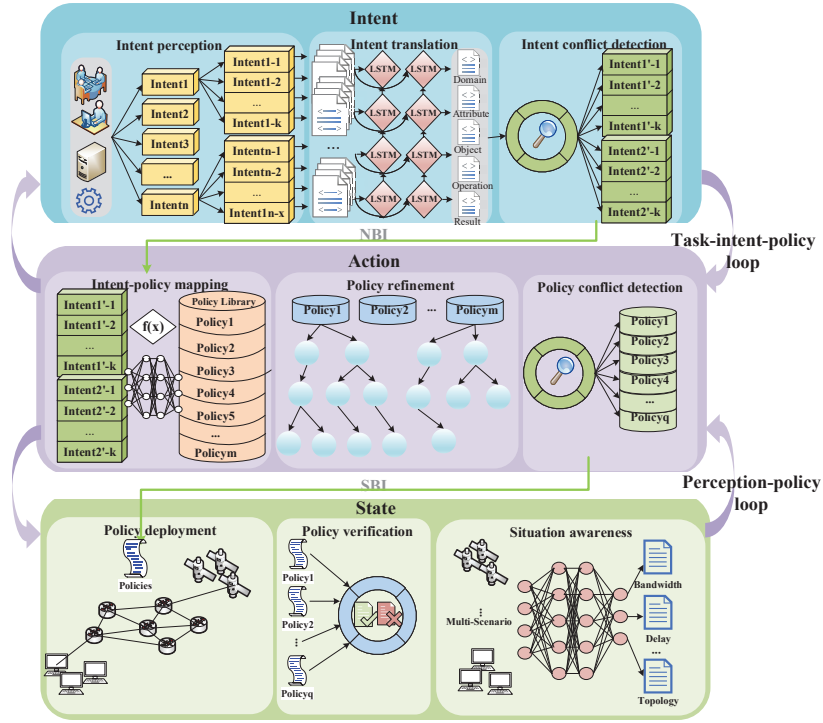 Intent
Intent perception
Intent1
Intent2
Intent3
...
Intentn
Intent1-1
Intent1-2
...
Intent1-k
Intentn-1
Intentn-2
...
Intent1n-x
Intent translation
...
LSTM
LSTM
LSTM
LSTM
LSTM
LSTM
LSTM
LSTM
Domain
Attribute
Object
Operation
Result
Intent conflict detection
Intent1'-1
Intent1'-2
...
Intent1'-k
Intent2'-1
Intent2'-2
...
Intent2'-k
NBI
Task-intent-policy
loop
Action
Intent-policy mapping
Intent1'-1
Intent1'-2
...
Intent1'-k
Intent2'-1
Intent2'-2
...
Intent2'-k
f(x)
Policy Library
Policy1
Policy2
Policy3
Policy4
Policy5
...
Policym
Policy refinement
Policy1
Policy2
...
Policym
Policy conflict detection
Policy1
Policy2
Policy3
Policy4
...
Policyq
SBI
Perception-policy
loop
State
Policy deployment
Policies
Policy verification
Policy1
Policy2
...
Policyq
Situation awareness
...
Multi-Scenario
Bandwidth
Delay
...
Topology